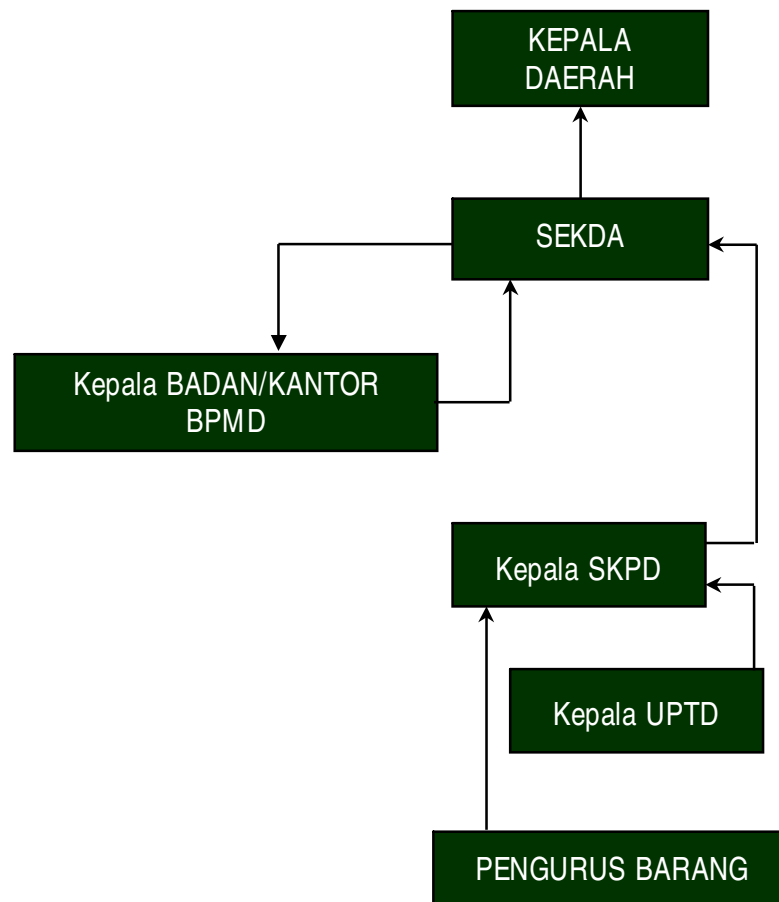 KEPALA
DAERAH
SEKDA
Kepala BADAN/KANTOR
BPMD
Kepala SKPD
Kepala UPTD
PENGURUS BARANG